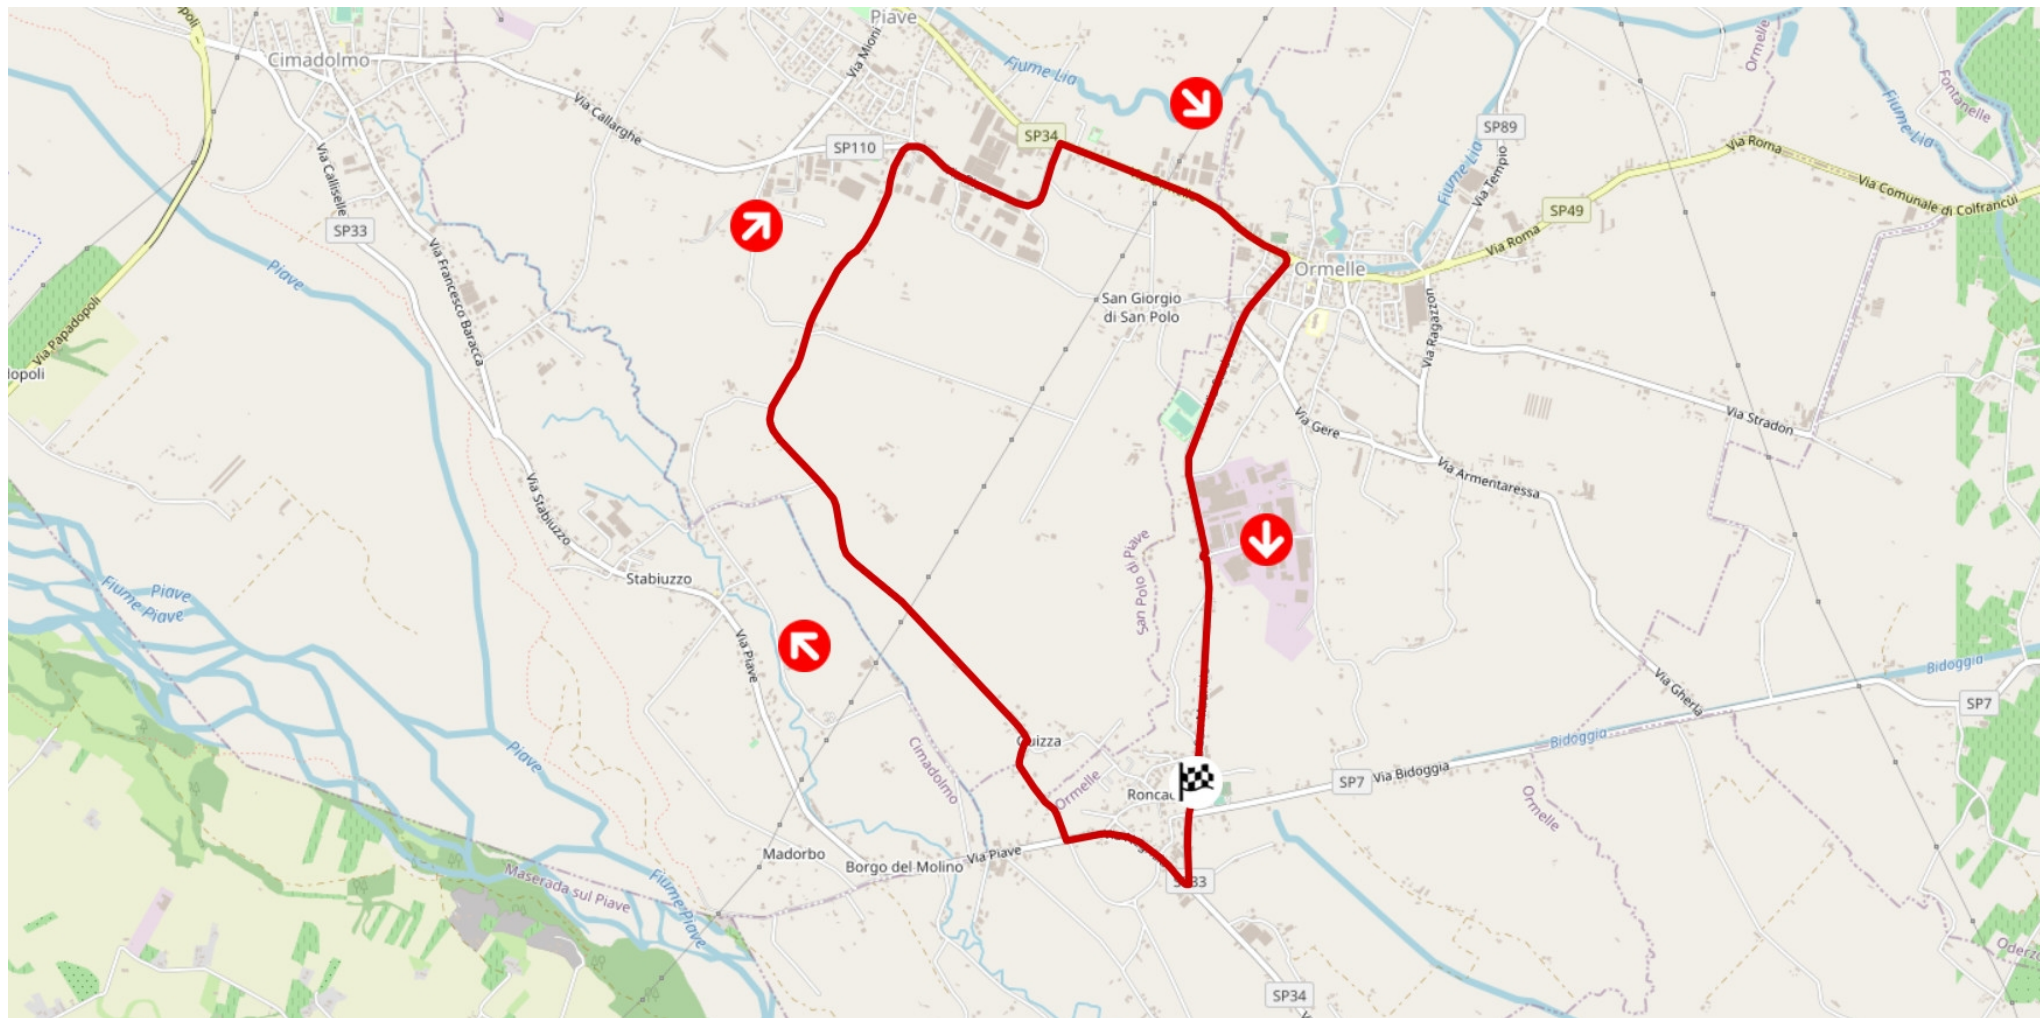 Piave
Cimadolmo
opoli
Via Mioni
Fiume Lia
Ormelle
Fontanelle
Fiume Lia
Via Callarghe
SP34
SP89
SP110
Via Roma
Fiume Lia
Via Tempio
Via Calliselle
Via Comunale di Colfrancui
SP49
SP33
Via Roma
Via Francesco Baracca
Piave
Ormelle
San Giorgio
di San Polo
Via Papadopoli
Via Ragazzon
lopoli
Via Stradon
Via Gere
Via Armentaressa
Via Stabiuzzo
San Polo di Piave
Stabiuzzo
Piave
Fiume Piave
Via Piave
Via Gherla
Bidoggia
SP7
Bidoggia
Guizza
Piave
Cimadolmo
Ormelle
SP7
Via Bidoggia
Ormelle
Madorbo
Borgo del Molino
Via Piave
Maserada sul Piave
Fiume Piave
Oderzo
SP34